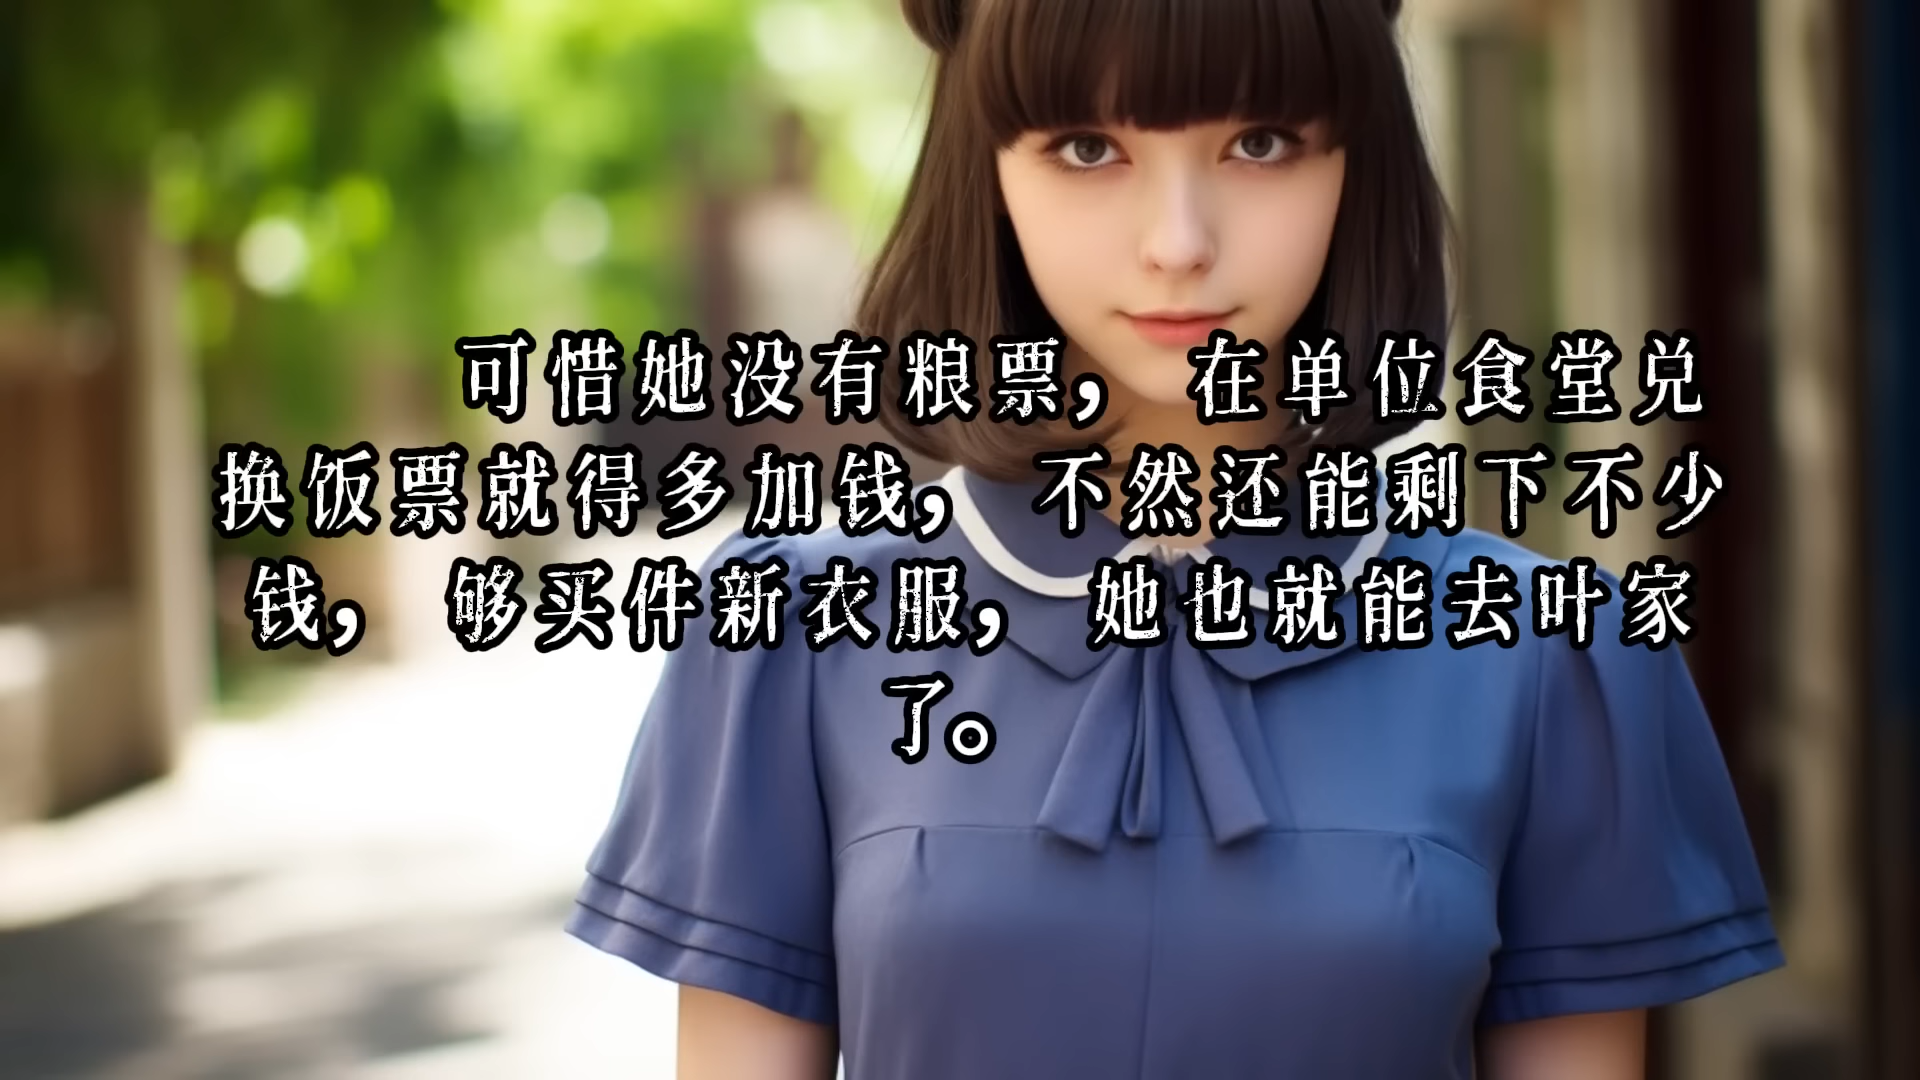 可惜她没有粮票，在单位食堂兑
换饭票就得多加钱，不然还能剩下不少
钱，够买件新衣服，她也就能去叶家
了。